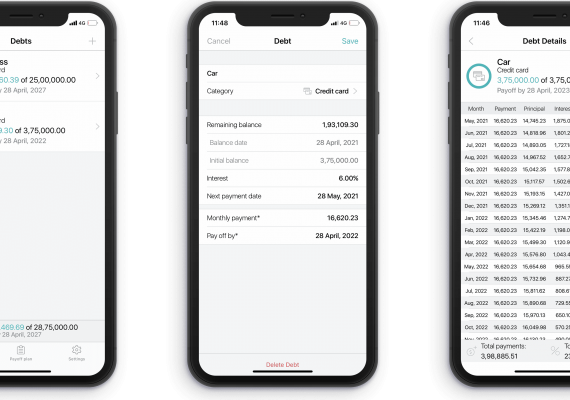 4G
Debts
+
ss
rd
60.39 of 25,00,000.00
y 28 April, 2027
rd
9.30 of 3,75,000.00
y 28 April, 2022
,469.69 of 28,75,000.00
28 April, 2027
Payoff plan
Settings
11:48
4G
Cancel
Debt
Save
Car
Category
Credit card
Remaining balance
1,93,109.30
Balance date
28 April, 2021
Initial balance
3,75,000.00
Interest
6.00%
Next payment date
28 May, 2021
Monthly payment*
16,620.23
Pay off by*
28 April, 2022
Delete Debt
11:46
Debt Details
Car
Credit card
3,75,000.00 of 3,75,0
Payoff by 28 April, 2023
Month Payment Principal Interes
May, 2021 16,620.23 14,745.23 1,875.0
Jun, 2021 16,620.23 14,818.96 1,801.2
Jul, 2021 16,620.23 14,893.05 1,727.1
Aug, 2021 16,620.23 14,967.52 1,652.7
Sep, 2021 16,620.23 15,042.35 1,577.8
Oct, 2021 16,620.23 15,117.57 1,502.6
Nov, 2021 16,620.23 15,193.15 1,427.0
Dec, 2021 16,620.23 15,269.12 1,351.1
Jan, 2022 16,620.23 15,345.46 1,274.7
Feb, 2022 16,620.23 15,422.19 1,198.0
Mar, 2022 16,620.23 15,499.30 1,120.9
Apr, 2022 16,620.23 15,576.80 1,043.4
May, 2022 16,620.23 15,654.68 965.5
Jun, 2022 16,620.23 15,732.96 887.2
Jul, 2022 16,620.23 15,811.62 808.6
Aug, 2022 16,620.23 15,890.68 729.5
Sep, 2022 16,620.23 15,970.13 650.1
Oct, 2022 16,620.23 16,049.98 570.2
Total payments:
3,98,885.51
To
23